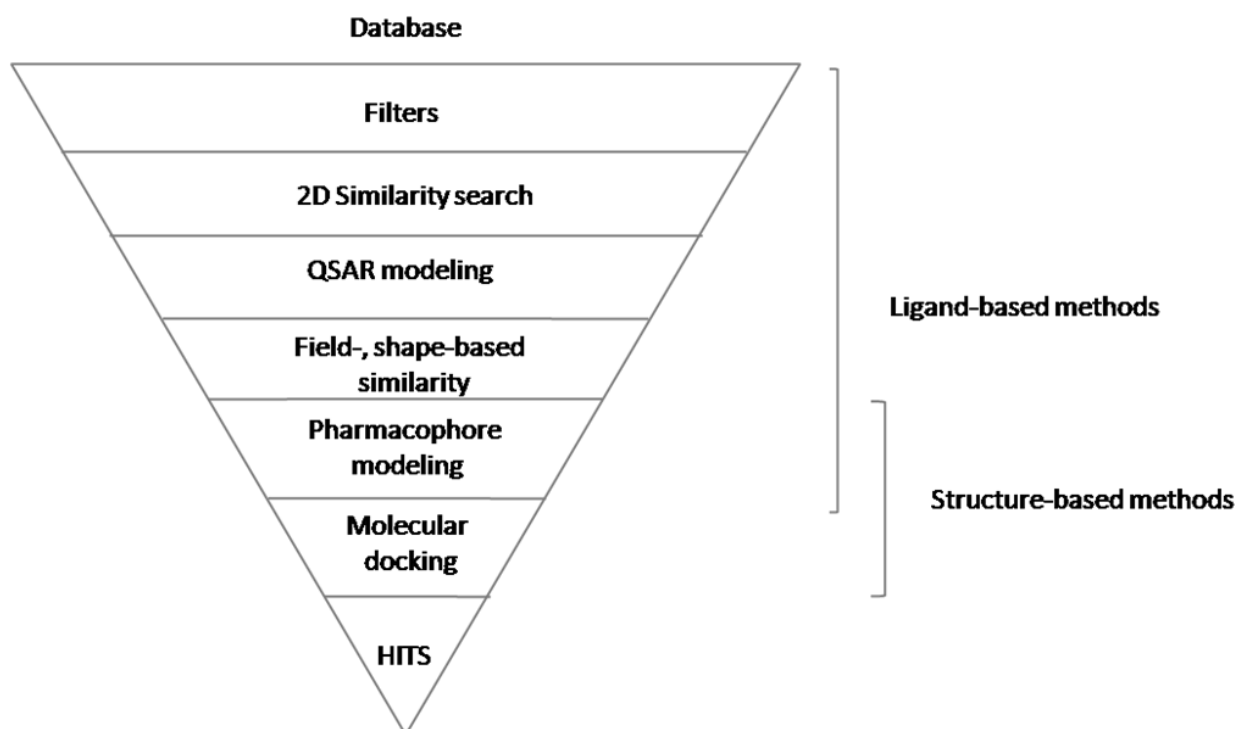 Database
Filters
2D Similarity search
QSAR modeling
Field-, shape-based
similarity
Pharmacophore
modeling
Molecular
docking
HITS
Ligand-based methods
Structure-based methods